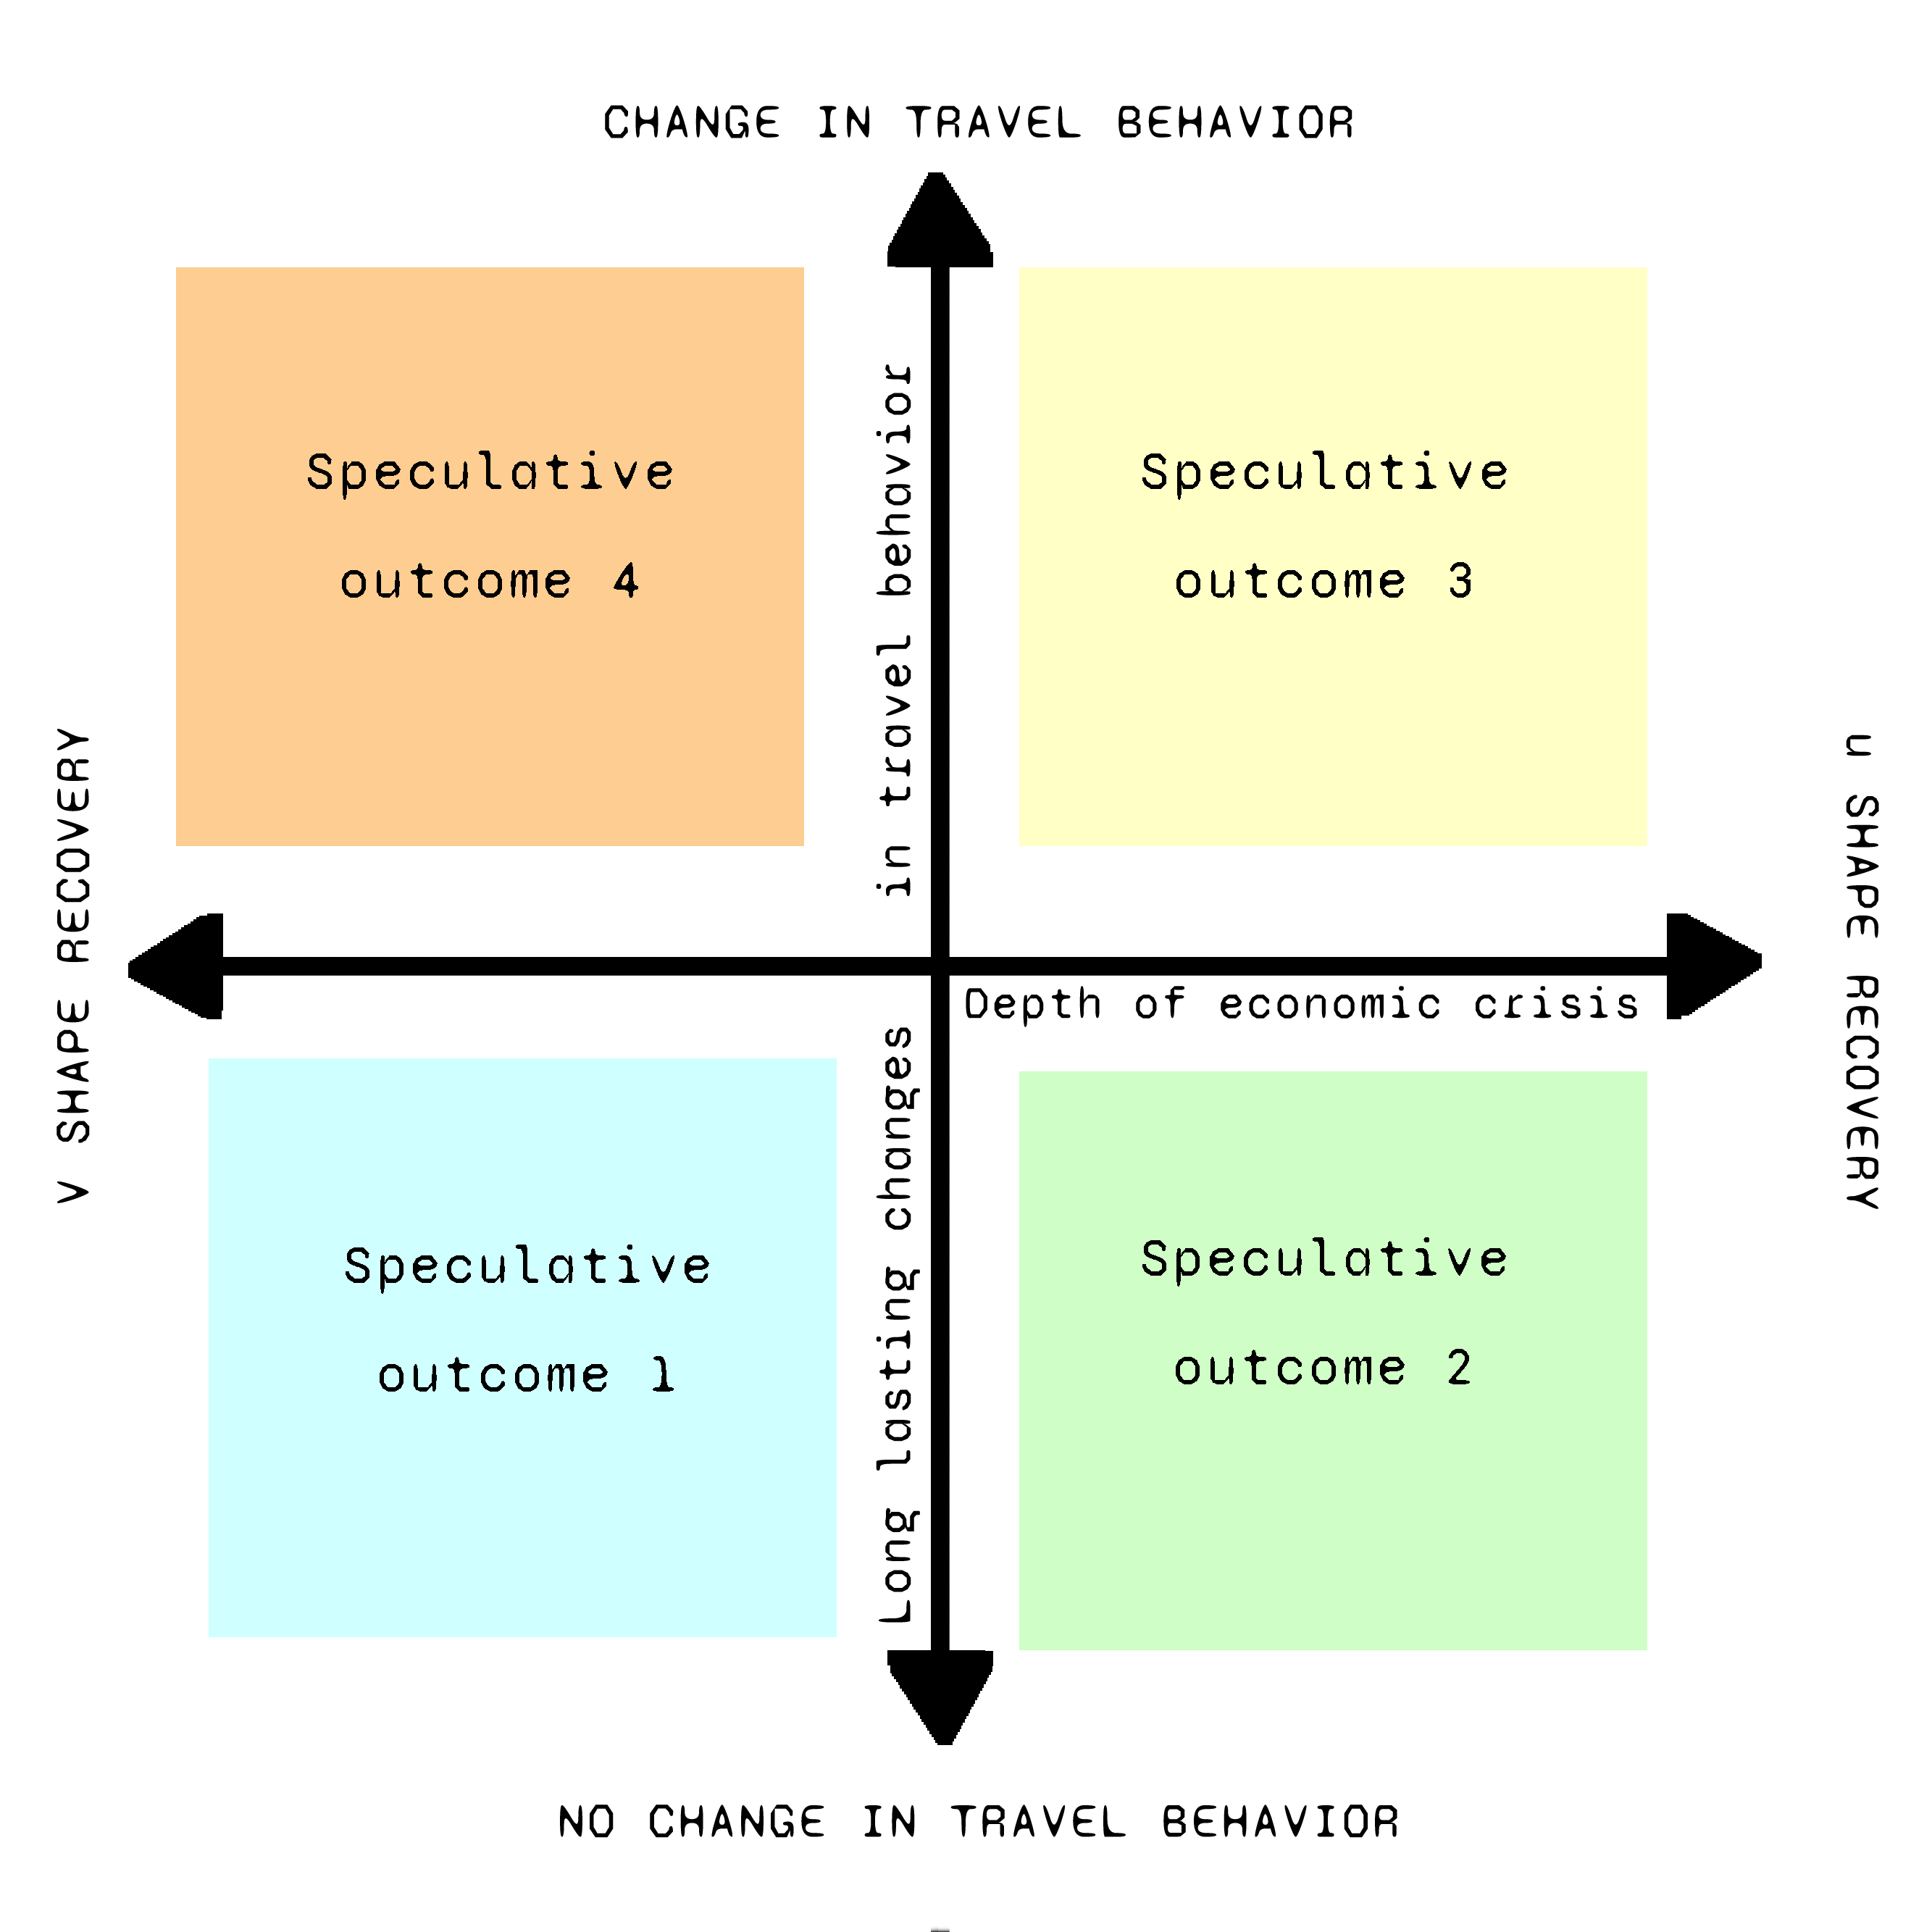 CHANGE IN TRAVEL BEHAVIOR
Speculative
outcome 4
Speculative
outcome 3
V SHAPE RECOVERY
Long lasting changes in travel behavior
U SHAPE RECOVERY
Depth of economic crisis
Speculative
outcome 1
Speculative
outcome 2
NO CHANGE IN TRAVEL BEHAVIOR